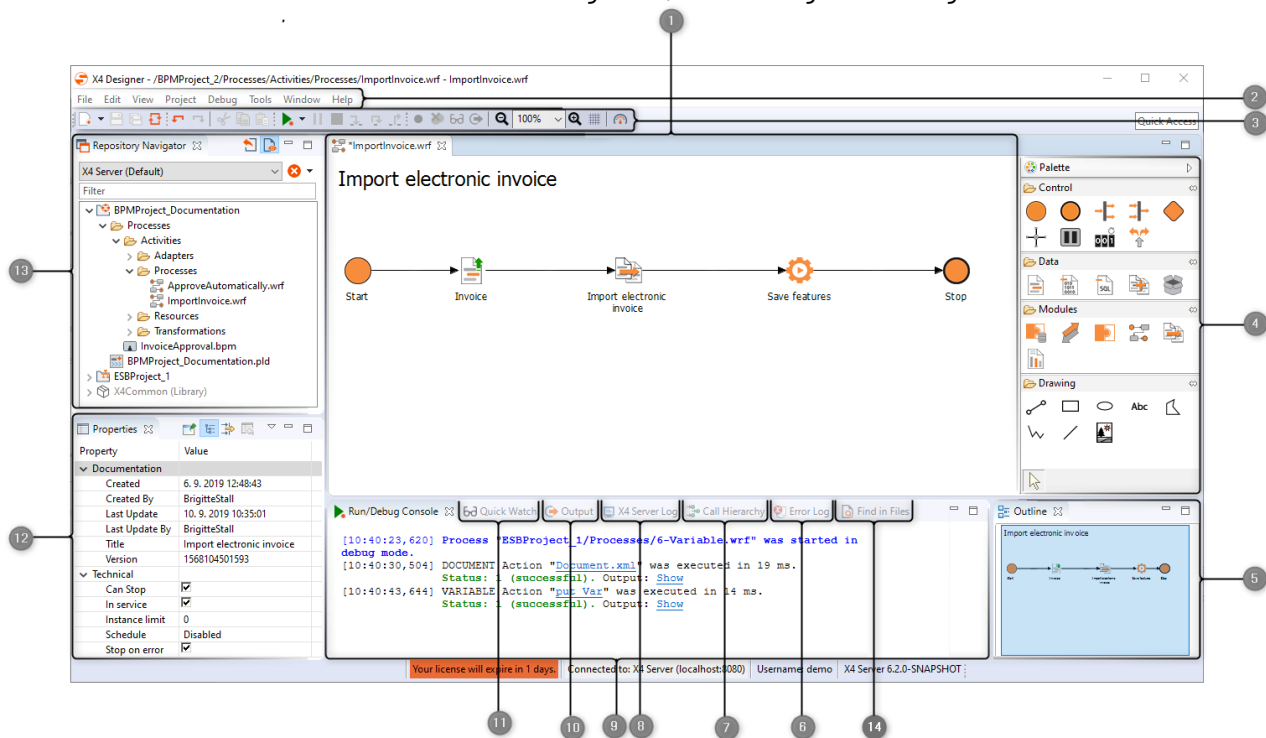 1
X4 Designer - /BPMProject_2/Processes/Activities/Processes/ImportInvoice.wrf - ImportInvoice.wrf
File Edit View Project Debug Tools Window Help
2
100%
3
Quick Access
Repository Navigator
*ImportInvoice.wrf
X4 Server (Default)
Filter
BPMProject_Documentation
Processes
Activities
Adapters
Processes
ApproveAutomatically.wrf
ImportInvoice.wrf
Resources
Transformations
InvoiceApproval.bpm
BPMProject_Documentation.pld
ESBProject_1
X4Common (Library)
13
Import electronic invoice
Start
Invoice
Import electronic
invoice
Save features
Stop
Palette
Control
001
Data
SQL
Modules
Drawing
Abc
4
Properties
Property Value
Documentation
Created 6. 9. 2019 12:48:43
Created By BrigitteStall
Last Update 10. 9. 2019 10:35:01
Last Update By BrigitteStall
Title Import electronic invoice
Version 1568104501593
Technical
Can Stop
In service
Instance limit 0
Schedule Disabled
Stop on error
12
Run/Debug Console Quick Watch Output X4 Server Log Call Hierarchy Error Log Find in Files
[10:40:23,620] Process "ESBProject_1/Processes/6-Variable.wrf" was started in
debug mode.
[10:40:30,504] DOCUMENT Action "Document.xml" was executed in 19 ms.
Status: 1 (successful). Output: Show
[10:40:43,644] VARIABLE Action "put Var" was executed in 14 ms.
Status: 1 (successful). Output: Show
Outline
Import electronic invoice
Start
Invoice
Import electronic
invoice
Save features
Stop
5
Your license will expire in 1 days. Connected to: X4 Server (localhost:8080) Username: demo X4 Server 6.2.0-SNAPSHOT
11 10 9 8 7 6 14